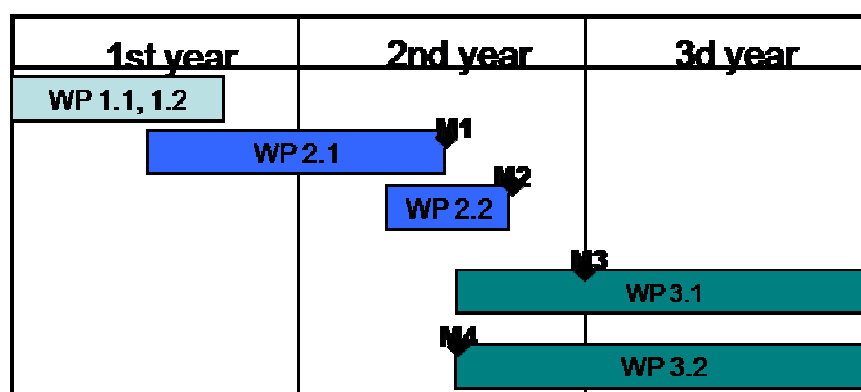 1st year 2nd year 3d year
WP 1.1, 1.2
M1
WP 2.1
M2
WP 2.2
M3
WP 3.1
M4
WP 3.2